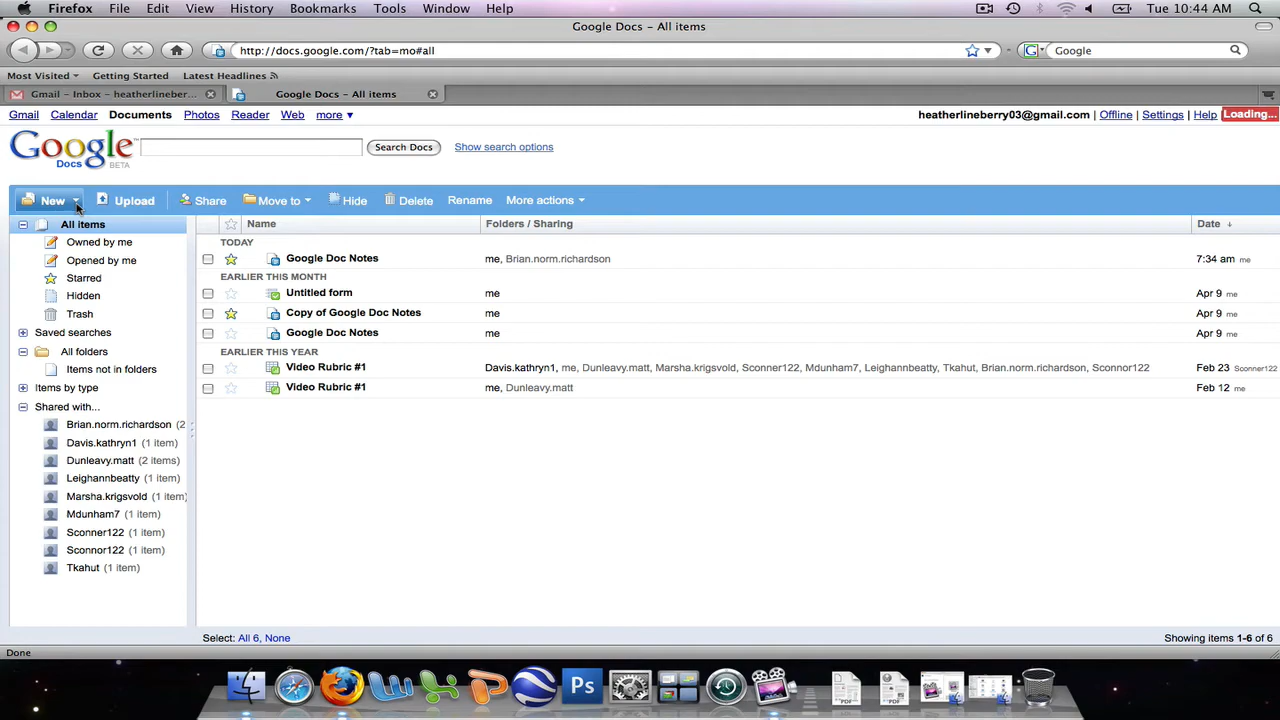 Firefox File Edit View History Bookmarks Tools Window Help Tue 10:44 AM
Google Docs - All items
http://docs.google.com/?tab=mo#all Google
Most Visited Getting Started Latest Headlines
Gmail - Inbox - heatherlineber... Google Docs - All items
Gmail Calendar Documents Photos Reader Web more ▼ heatherlineberry03@gmail.com | Offline | Settings | Help Loading...
Google Docs BETA Search Docs Show search options
New Upload Share Move to Hide Delete Rename More actions
All items Name Folders / Sharing Date
Owned by me TODAY
Opened by me Google Doc Notes me, Brian.norm.richardson 7:34 am me
Starred EARLIER THIS MONTH
Hidden Untitled form me Apr 9 me
Trash Copy of Google Doc Notes me Apr 9 me
Saved searches Google Doc Notes me Apr 9 me
All folders EARLIER THIS YEAR
Items not in folders Video Rubric #1 Davis.kathryn1, me, Dunleavy.matt, Marsha.krigsvold, Sconner122, Mdunham7, Leighannbeatty, Tkahut, Brian.norm.richardson, Sconnor122 Feb 23 Sconner122
Items by type Video Rubric #1 me, Dunleavy.matt Feb 12 me
Shared with...
Brian.norm.richardson (2
Davis.kathryn1 (1 item)
Dunleavy.matt (2 items)
Leighannbeatty (1 item)
Marsha.krigsvold (1 item)
Mdunham7 (1 item)
Sconner122 (1 item)
Sconnor122 (1 item)
Tkahut (1 item)
Select: All 6, None Showing items 1-6 of 6
Done
Ps
PDF PDF